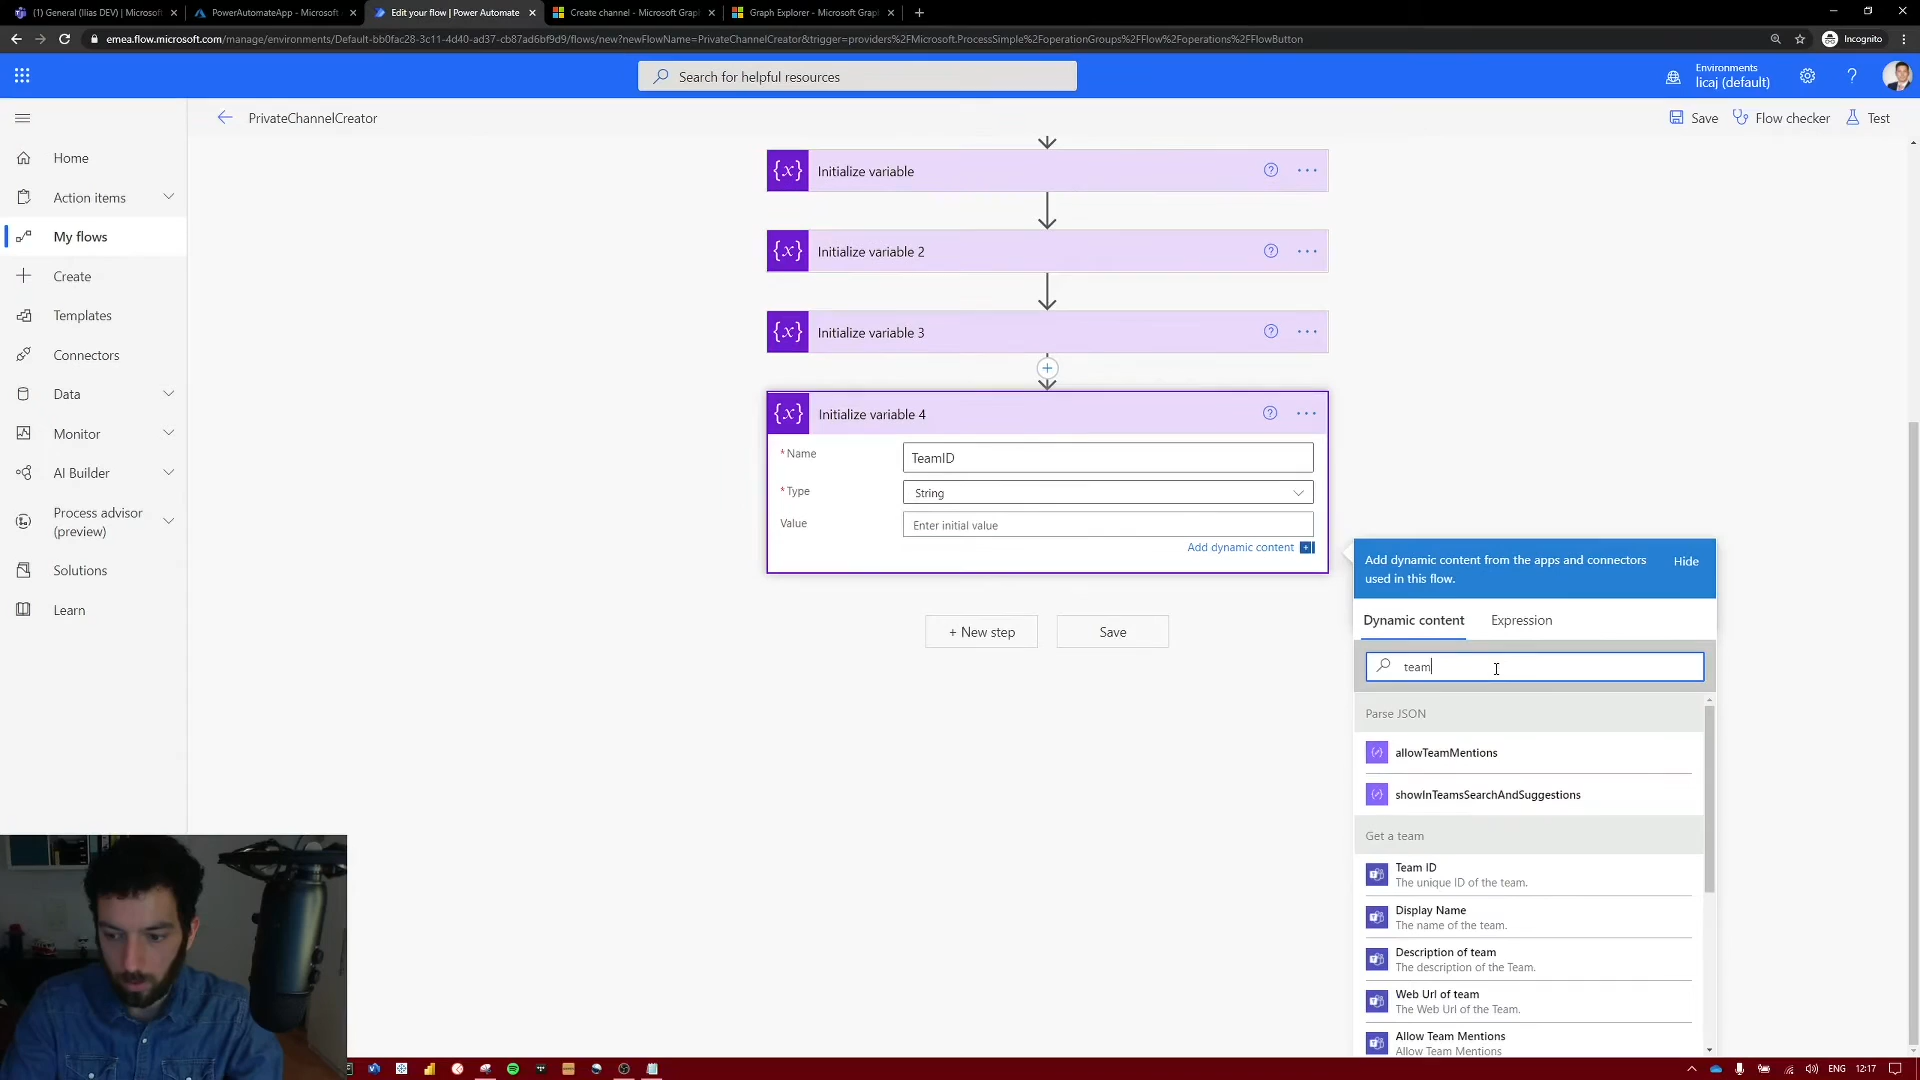 (1) General (Ilias DEV) | Microsoft
PowerAutomateApp - Microsoft
Edit your flow | Power Automate
Create channel - Microsoft Graph
Graph Explorer - Microsoft Graph
emea.flow.microsoft.com/manage/environments/Default-bb0fac28-3c11-4d40-ad37-cb87ad6bf9d9/flows/new?newFlowName=PrivateChannelCreator&trigger=providers%2FMicrosoft.ProcessSimple%2FoperationGroups%2FFlow%2Foperations%2FFlowButton
Incognito
Search for helpful resources
Environments
licaj (default)
PrivateChannelCreator
Save
Flow checker
Test
Home
Action items
My flows
Create
Templates
Connectors
Data
Monitor
AI Builder
Process advisor
(preview)
Solutions
Learn
{x} Initialize variable
{x} Initialize variable 2
{x} Initialize variable 3
{x} Initialize variable 4
* Name
TeamID
* Type
String
Value
Enter initial value
Add dynamic content
+ New step
Save
Add dynamic content from the apps and connectors
used in this flow.
Hide
Dynamic content
Expression
team
Parse JSON
allowTeamMentions
showInTeamsSearchAndSuggestions
Get a team
Team ID
The unique ID of the team.
Display Name
The name of the team.
Description of team
The description of the Team.
Web Url of team
The Web Url of the Team.
Allow Team Mentions
Allow Team Mentions
ENG
12:17